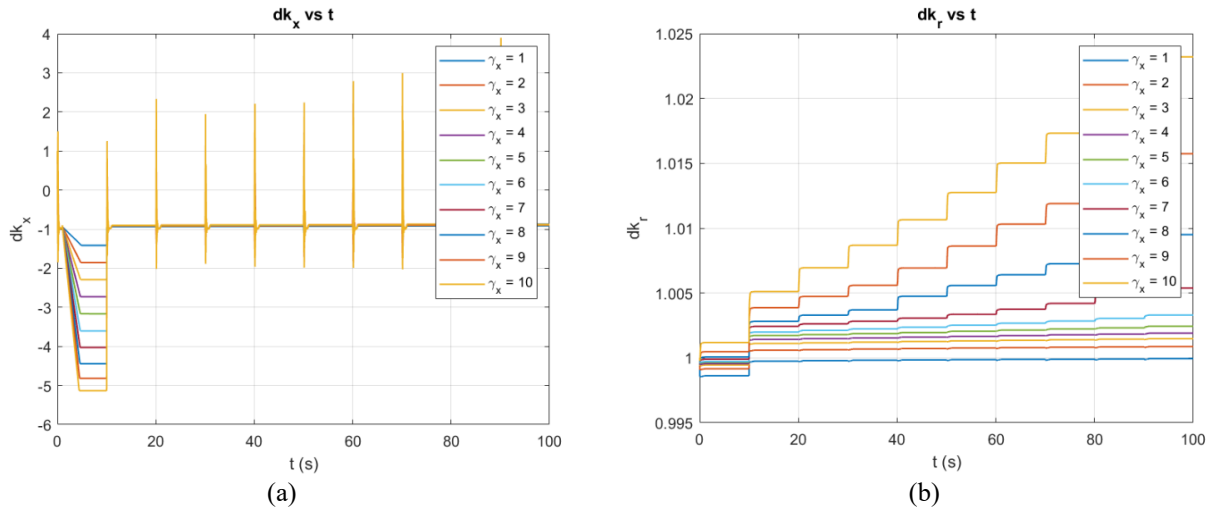 dk_x vs t
4
3
2
1
0
-1
-2
-3
-4
-5
-6
dk_x
0
20
40
60
80
100
t (s)
γ_x = 1
γ_x = 2
γ_x = 3
γ_x = 4
γ_x = 5
γ_x = 6
γ_x = 7
γ_x = 8
γ_x = 9
γ_x = 10
(a)
dk_r vs t
1.025
1.02
1.015
1.01
1.005
1
0.995
dk_r
0
20
40
60
80
100
t (s)
γ_x = 1
γ_x = 2
γ_x = 3
γ_x = 4
γ_x = 5
γ_x = 6
γ_x = 7
γ_x = 8
γ_x = 9
γ_x = 10
(b)